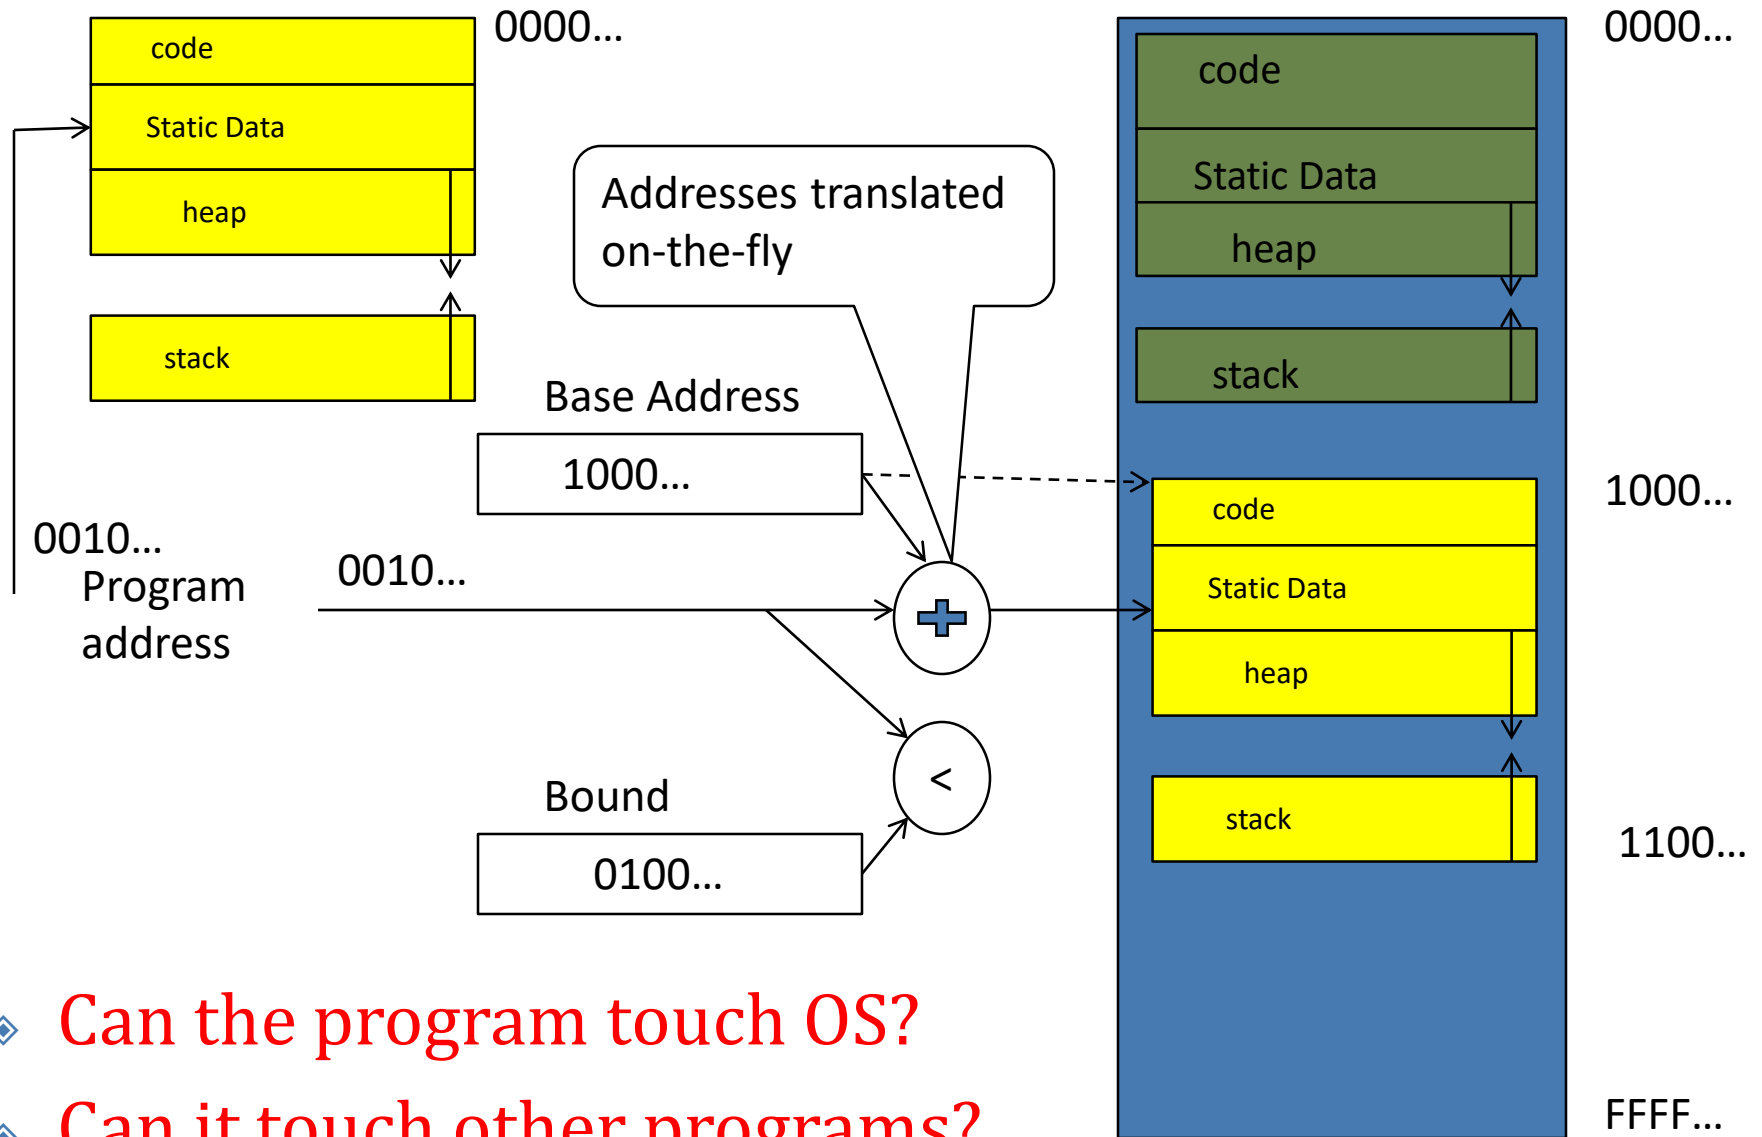 0000…
code
Static Data
heap
stack
Addresses translated
on-the-fly
Base Address
1000…
0010…
Program
address
0010…
<
Bound
0100…
0000…
code
Static Data
heap
stack
1000…
code
Static Data
heap
stack
1100…
FFFF…
Can the program touch OS?
Can it touch other programs?